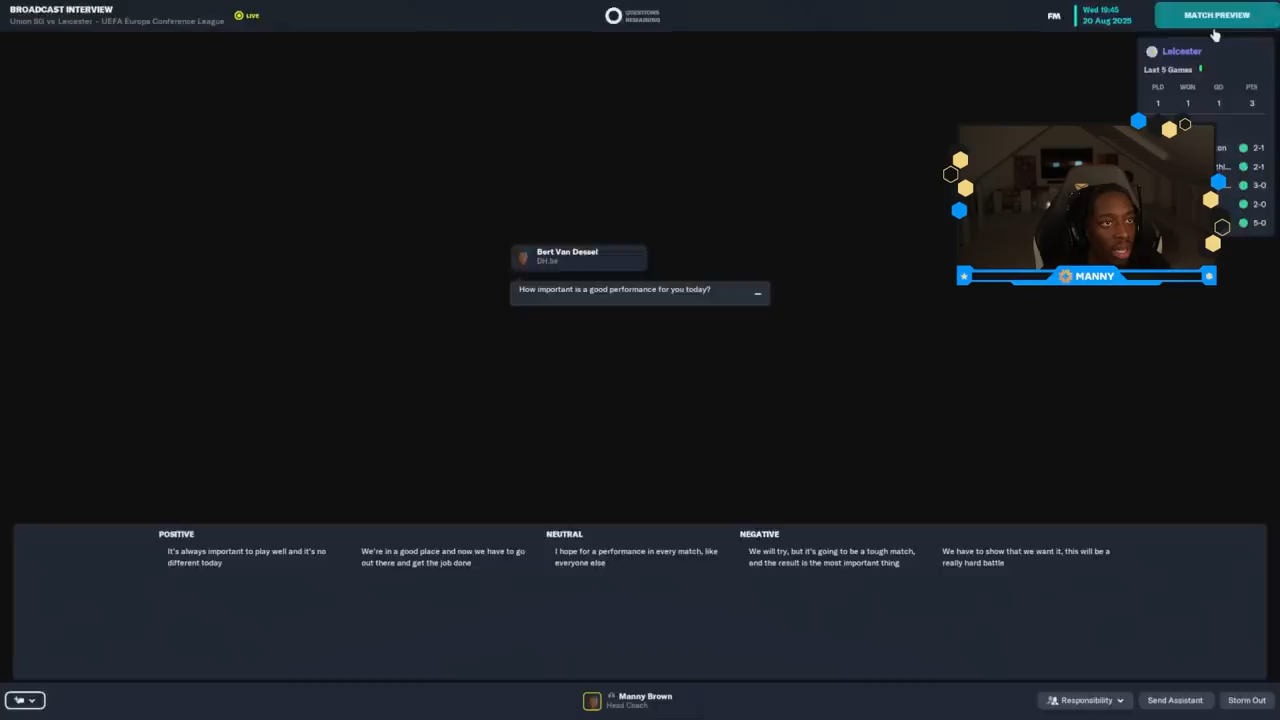 BROADCAST INTERVIEW
Union SG vs Leicester - UEFA Europa Conference League
LIVE
QUESTIONS
REMAINING
FM
Wed 19:45
20 Aug 2025
MATCH PREVIEW
Leicester
Last 5 Games
PLD WON GD PTS
1 1 1 3
2-1
2-1
3-0
2-0
5-0
MANNY
Bert Van Dessel
DH.be
How important is a good performance for you today?
POSITIVE
It's always important to play well and it's no
different today
We're in a good place and now we have to go
out there and get the job done
NEUTRAL
I hope for a performance in every match, like
everyone else
NEGATIVE
We will try, but it's going to be a tough match,
and the result is the most important thing
We have to show that we want it, this will be a
really hard battle
Manny Brown
Head Coach
Responsibility
Send Assistant
Storm Out